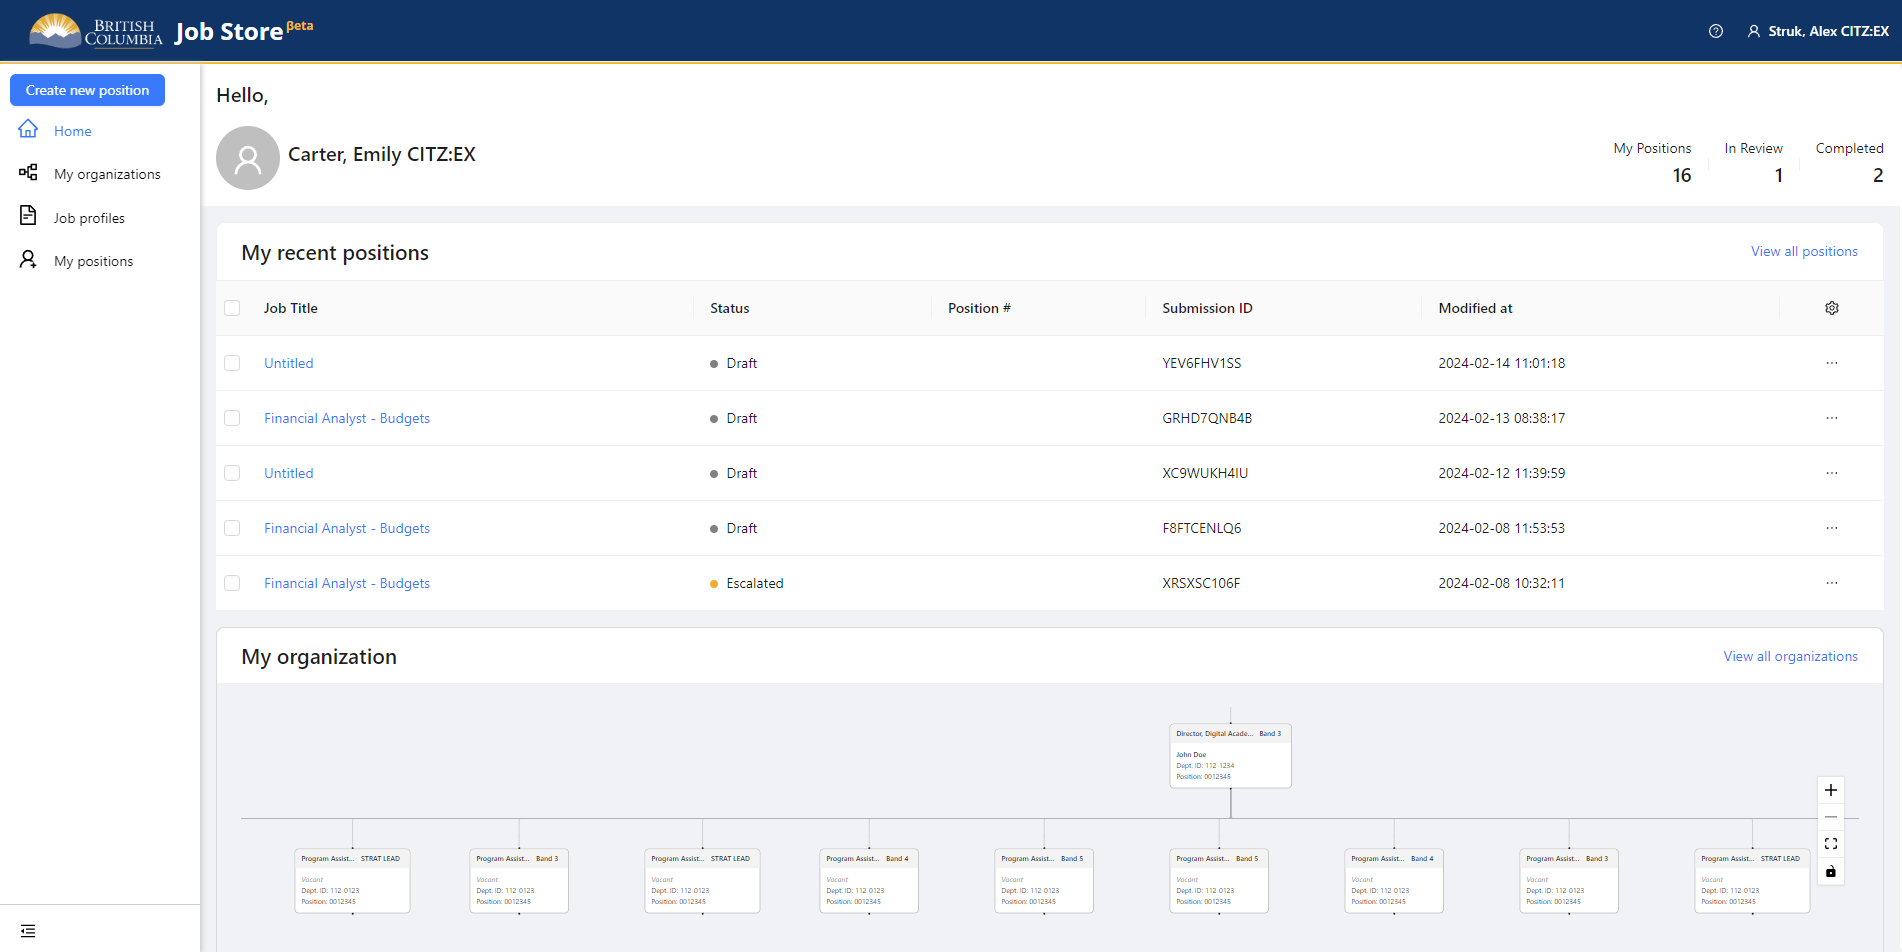 BRITISH COLUMBIA Job Store Beta
Struk, Alex CITZ:EX
Create new position
Home
My organizations
Job profiles
My positions
Hello,
Carter, Emily CITZ:EX
My Positions In Review Completed
16 1 2
My recent positions View all positions
Job Title Status Position # Submission ID Modified at
Untitled Draft YEV6FHV1SS 2024-02-14 11:01:18
Financial Analyst - Budgets Draft GRHD7QNB4B 2024-02-13 08:38:17
Untitled Draft XC9WUKH4IU 2024-02-12 11:39:59
Financial Analyst - Budgets Draft F8FTCENLQ6 2024-02-08 11:53:53
Financial Analyst - Budgets Escalated XRSXSC106F 2024-02-08 10:32:11
My organization View all organizations
Director, Digital Acade... Band 3
John Doe
Dept. ID: 112-1234
Position: 0012345
Program Assist... STRAT LEAD
Vacant
Dept. ID: 112-0123
Position: 0012345
Program Assist... Band 3
Vacant
Dept. ID: 112-0123
Position: 0012345
Program Assist... STRAT LEAD
Vacant
Dept. ID: 112-0123
Position: 0012345
Program Assist... Band 4
Vacant
Dept. ID: 112-0123
Position: 0012345
Program Assist... Band 5
Vacant
Dept. ID: 112-0123
Position: 0012345
Program Assist... Band 5
Vacant
Dept. ID: 112-0123
Position: 0012345
Program Assist... Band 4
Vacant
Dept. ID: 112-0123
Position: 0012345
Program Assist... Band 3
Vacant
Dept. ID: 112-0123
Position: 0012345
Program Assist... STRAT LEAD
Vacant
Dept. ID: 112-0123
Position: 0012345